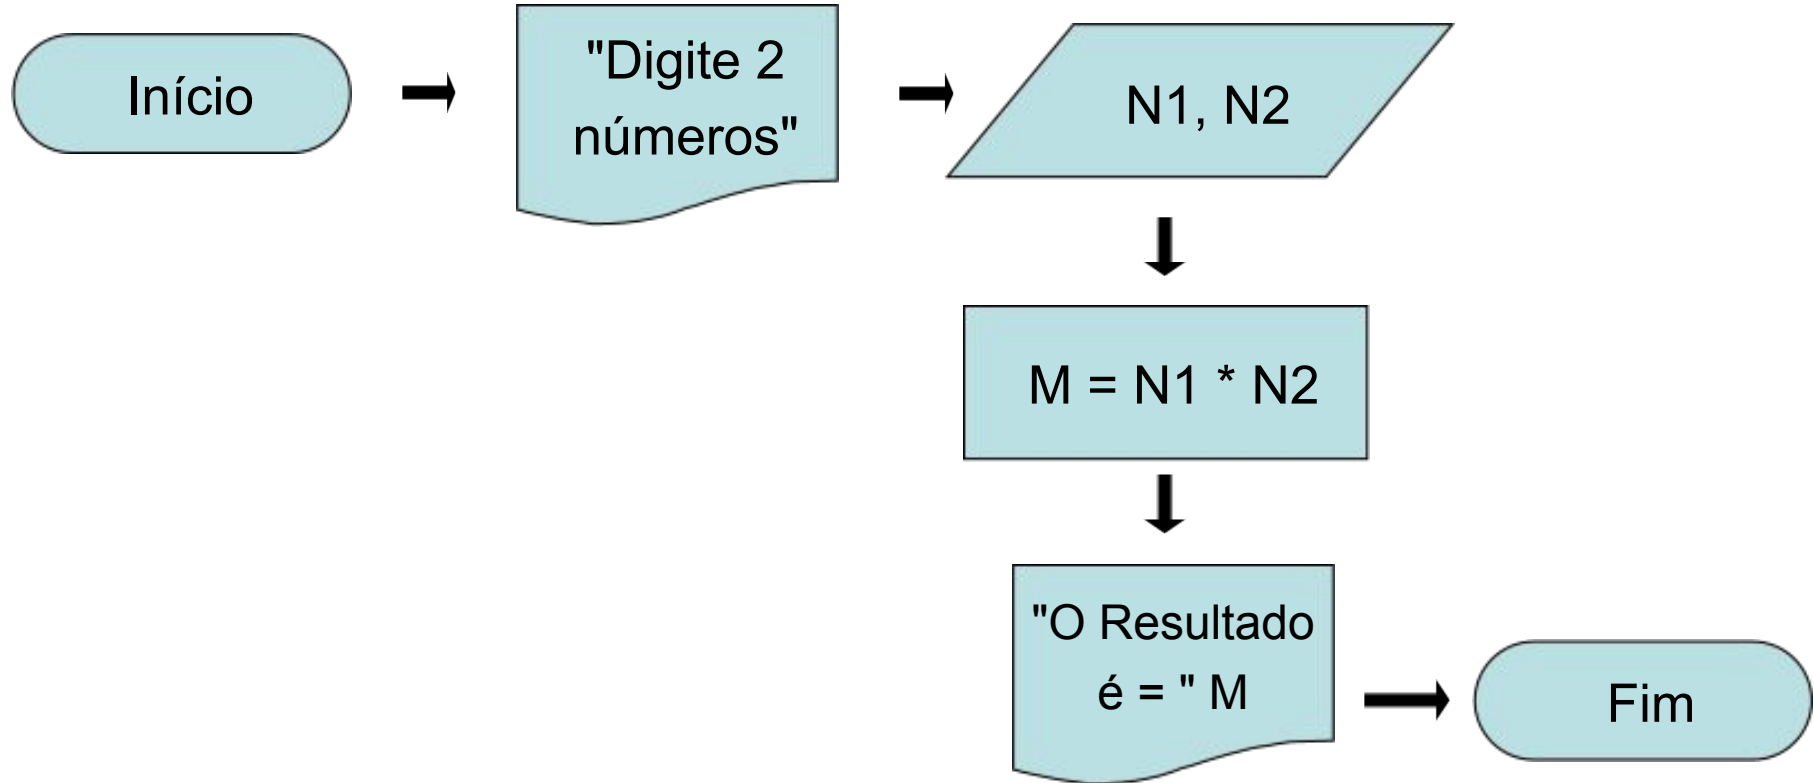 Início
"Digite 2
números"
N1, N2
M = N1 * N2
"O Resultado
é = " M
Fim